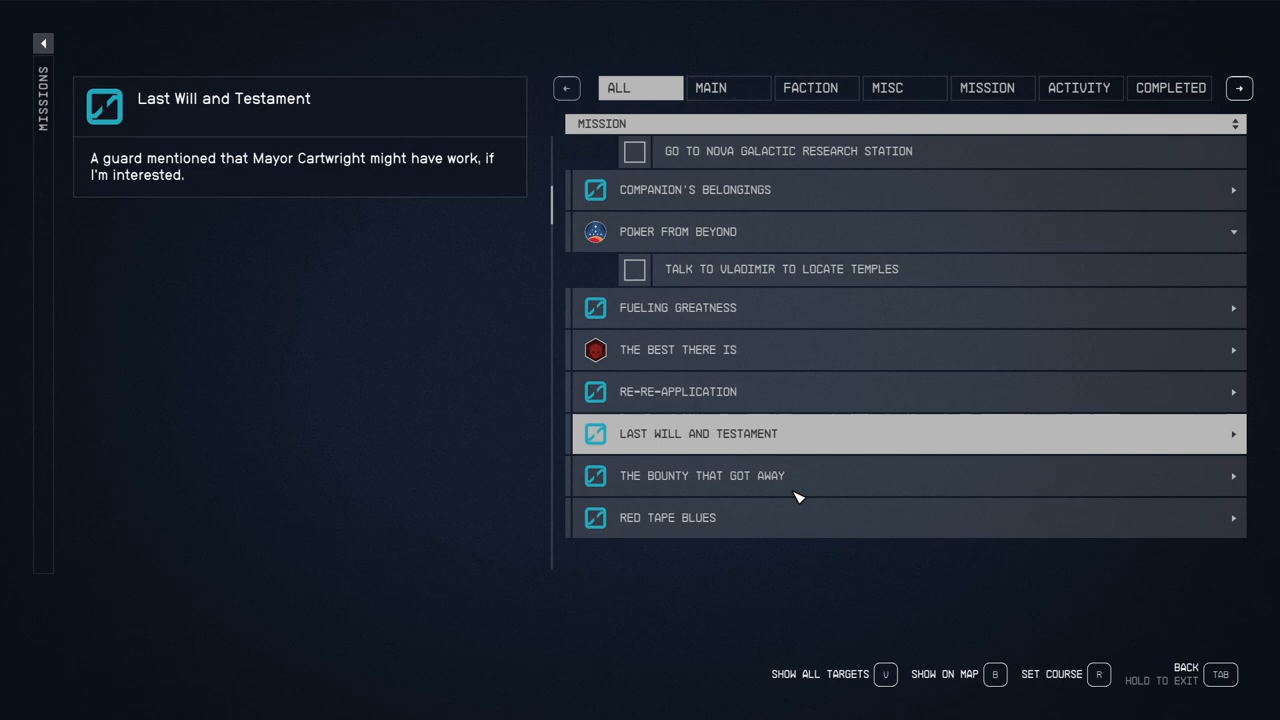 MISSIONS
Last Will and Testament
A guard mentioned that Mayor Cartwright might have work, if
I'm interested.
ALL
MAIN
FACTION
MISC
MISSION
ACTIVITY
COMPLETED
MISSION
GO TO NOVA GALACTIC RESEARCH STATION
COMPANION'S BELONGINGS
POWER FROM BEYOND
TALK TO VLADIMIR TO LOCATE TEMPLES
FUELING GREATNESS
THE BEST THERE IS
RE-RE-APPLICATION
LAST WILL AND TESTAMENT
THE BOUNTY THAT GOT AWAY
RED TAPE BLUES
SHOW ALL TARGETS V
SHOW ON MAP B
SET COURSE R
BACK
HOLD TO EXIT
TAB